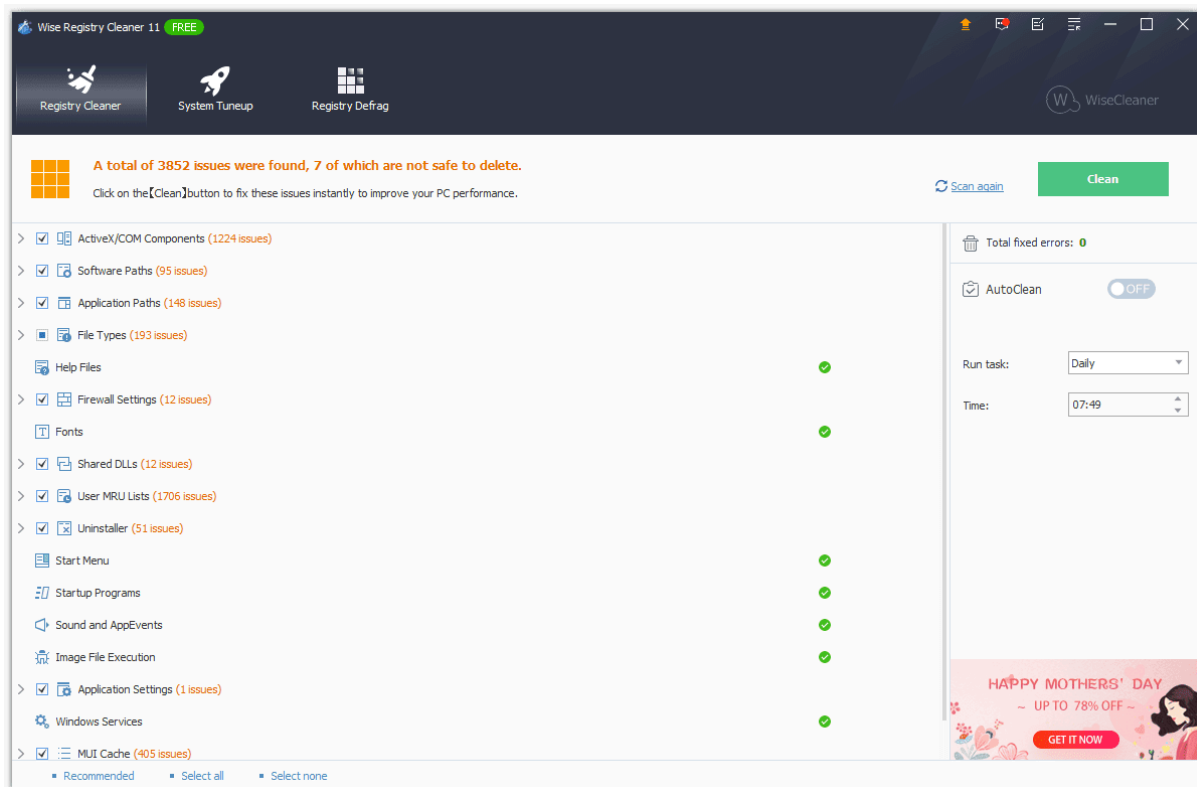 Wise Registry Cleaner 11 FREE
Registry Cleaner
System Tuneup
Registry Defrag
WiseCleaner
A total of 3852 issues were found, 7 of which are not safe to delete.
Click on the【Clean】button to fix these issues instantly to improve your PC performance.
Scan again
Clean
ActiveX/COM Components (1224 issues)
Software Paths (95 issues)
Application Paths (148 issues)
File Types (193 issues)
Help Files
Firewall Settings (12 issues)
Fonts
Shared DLLs (12 issues)
User MRU Lists (1706 issues)
Uninstaller (51 issues)
Start Menu
Startup Programs
Sound and AppEvents
Image File Execution
Application Settings (1 issues)
Windows Services
MUI Cache (405 issues)
Total fixed errors: 0
AutoClean OFF
Run task: Daily
Time: 07:49
HAPPY MOTHERS' DAY
~ UP TO 78% OFF ~
GET IT NOW
Recommended
Select all
Select none